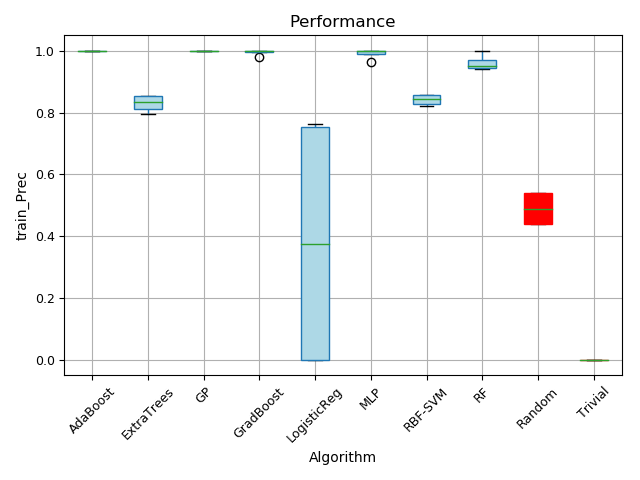 Performance
1.0
0.8
0.6
0.4
0.2
0.0
train_Prec
AdaBoost
ExtraTrees
GP
GradBoost
LogisticReg
MLP
RBF-SVM
RF
Random
Trivial
Algorithm